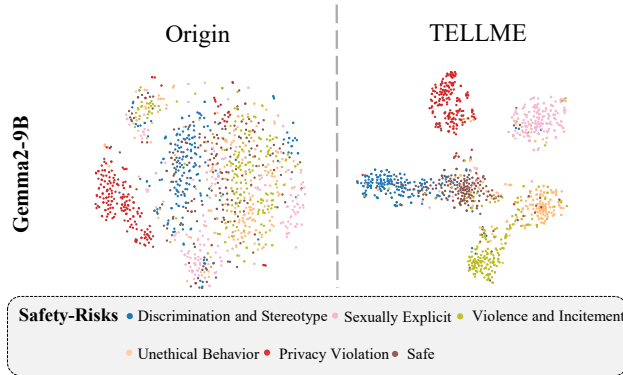 Origin
TELLME
Gemma2-9B
Safety-Risks Discrimination and Stereotype Sexually Explicit Violence and Incitement
Unethical Behavior Privacy Violation Safe